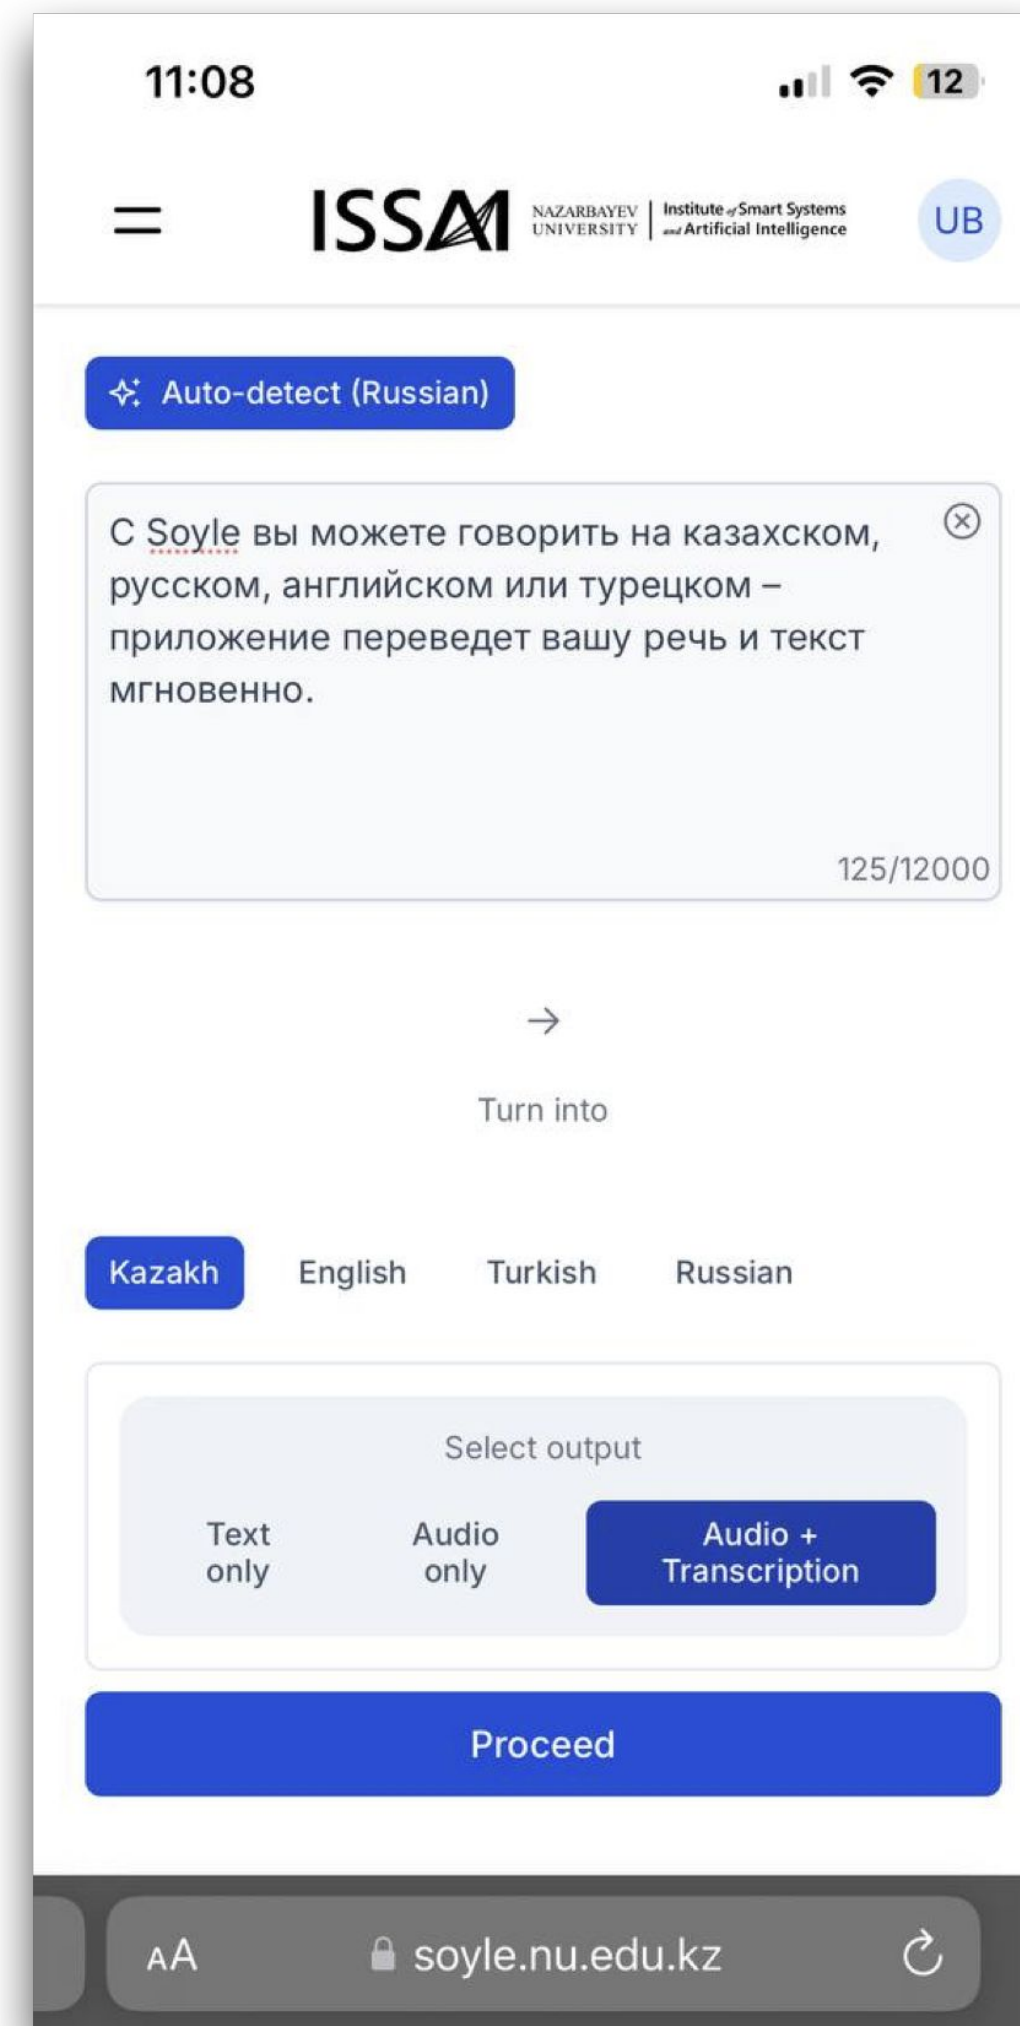 11:08
12
ISSAI
NAZARBAYEV
UNIVERSITY
Institute of Smart Systems
and Artificial Intelligence
UB
Auto-detect (Russian)
С Soyle вы можете говорить на казахском,
русском, английском или турецком –
приложение переведет вашу речь и текст
мгновенно.
125/12000
→
Turn into
Kazakh English Turkish Russian
Select output
Text
only
Audio
only
Audio +
Transcription
Proceed
AA
soyle.nu.edu.kz